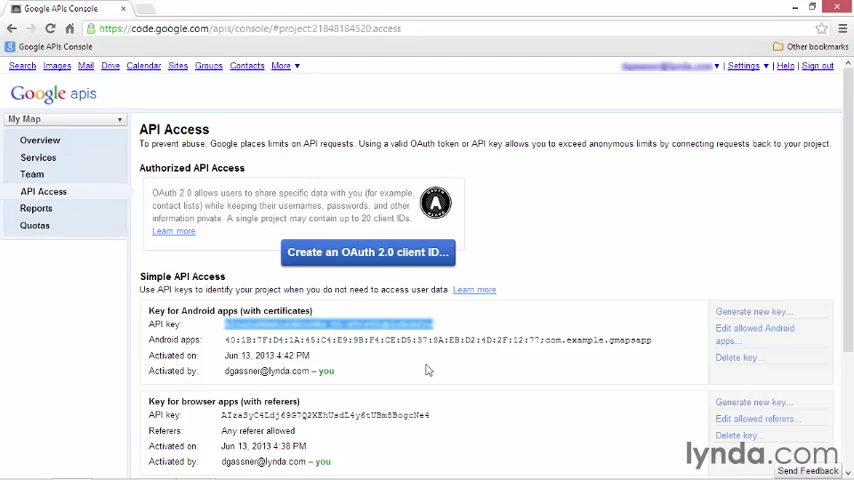 Google APIs Console
https://code.google.com/apis/console/#project:21848184520:access
Google APIs Console
Other bookmarks
Search Images Mail Drive Calendar Sites Groups Contacts More
Settings Help Sign out
Google apis
My Map
Overview
Services
Team
API Access
Reports
Quotas
API Access
To prevent abuse, Google places limits on API requests. Using a valid OAuth token or API key allows you to exceed anonymous limits by connecting requests back to your project.
Authorized API Access
OAuth 2.0 allows users to share specific data with you (for example,
contact lists) while keeping their usernames, passwords, and other
information private. A single project may contain up to 20 client IDs.
Learn more
Create an OAuth 2.0 client ID...
Simple API Access
Use API keys to identify your project when you do not need to access user data. Learn more
Key for Android apps (with certificates)
API key:
Android apps: 40:1B:7F:D4:1A:45:C4:E9:9B:F4:CE:D5:37:8A:EB:D2:4D:2F:12:77;com.example.gmapsapp
Activated on: Jun 13, 2013 4:42 PM
Activated by: dgassner@lynda.com – you
Generate new key...
Edit allowed Android
apps...
Delete key...
Key for browser apps (with referers)
API key: AIzaSyC4Ldj69G7Q2XEhUsdL4y6tUBm8BogcNe4
Referers: Any referer allowed
Activated on: Jun 13, 2013 4:38 PM
Activated by: dgassner@lynda.com – you
Generate new key...
Edit allowed referers...
Delete key...
lynda.com
Send Feedback